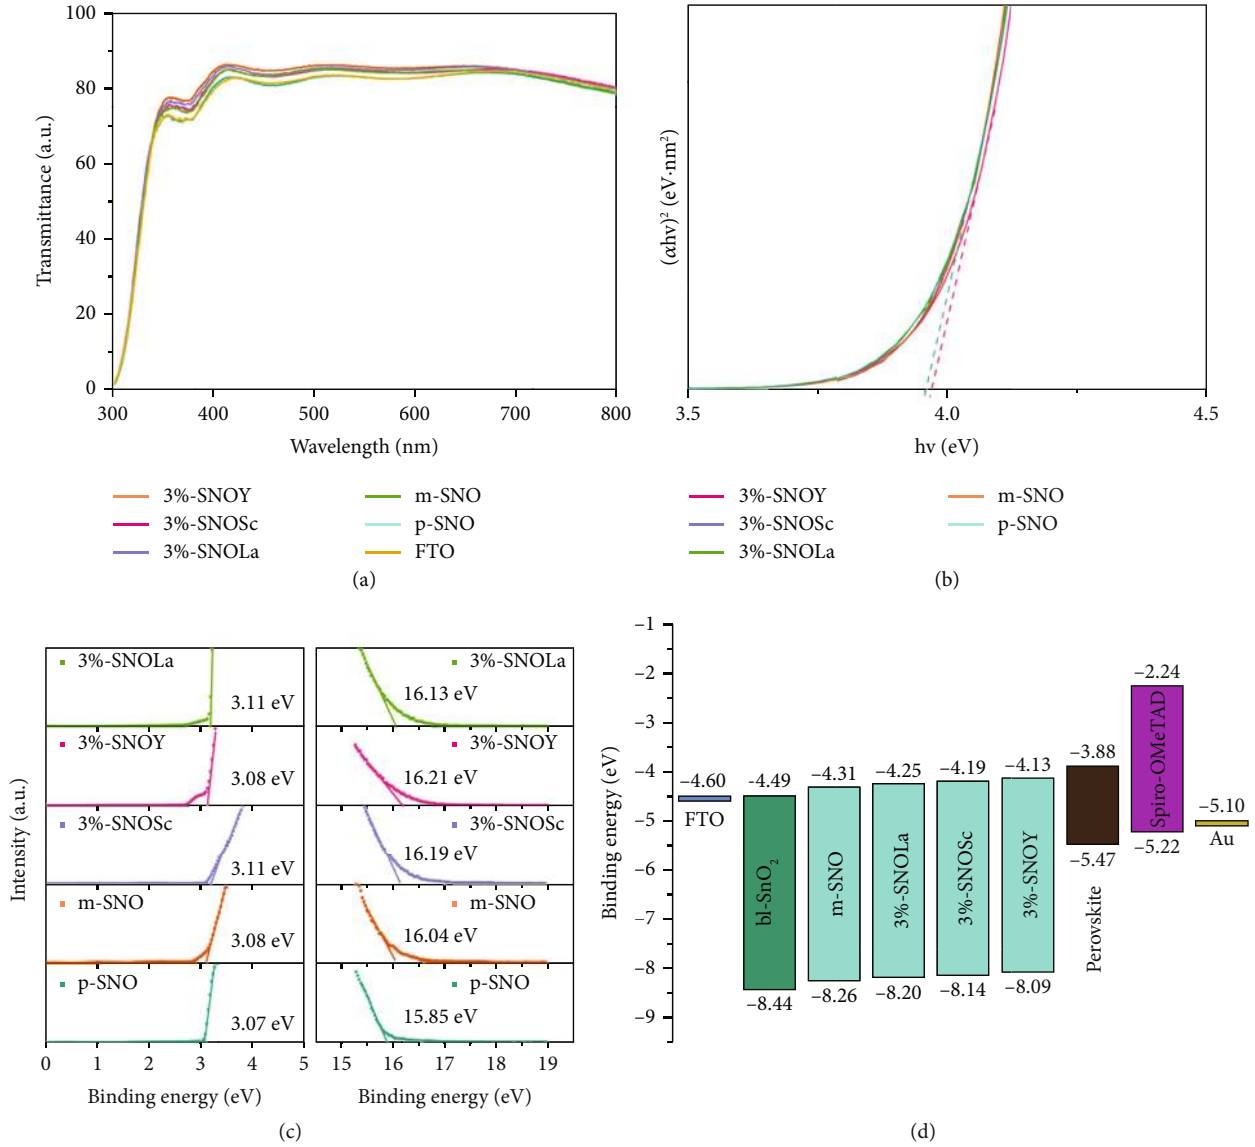 100
80
60
40
20
0
Transmittance (a.u.)
300 400 500 600 700 800
Wavelength (nm)
3%-SNOY
3%-SNOSc
3%-SNOLa
m-SNO
p-SNO
FTO
(a)
(αhv)² (eV·nm²)
3.5 4.0 4.5
hv (eV)
3%-SNOY
3%-SNOSc
3%-SNOLa
m-SNO
p-SNO
(b)
Intensity (a.u.)
3%-SNOLa
3.11 eV
3%-SNOY
3.08 eV
3%-SNOSc
3.11 eV
m-SNO
3.08 eV
p-SNO
3.07 eV
0 1 2 3 4 5
Binding energy (eV)
3%-SNOLa
16.13 eV
3%-SNOY
16.21 eV
3%-SNOSc
16.19 eV
m-SNO
16.04 eV
p-SNO
15.85 eV
15 16 17 18 19
Binding energy (eV)
(c)
Binding energy (eV)
–1
–2
–3
–4
–5
–6
–7
–8
–9
–4.60
FTO
–4.49
bl-SnO₂
–8.44
–4.31
m-SNO
–8.26
–4.25
3%-SNOLa
–8.20
–4.19
3%-SNOSc
–8.14
–4.13
3%-SNOY
–8.09
–3.88
–5.47
Perovskite
–2.24
Spiro-OMeTAD
–5.22
–5.10
Au
(d)